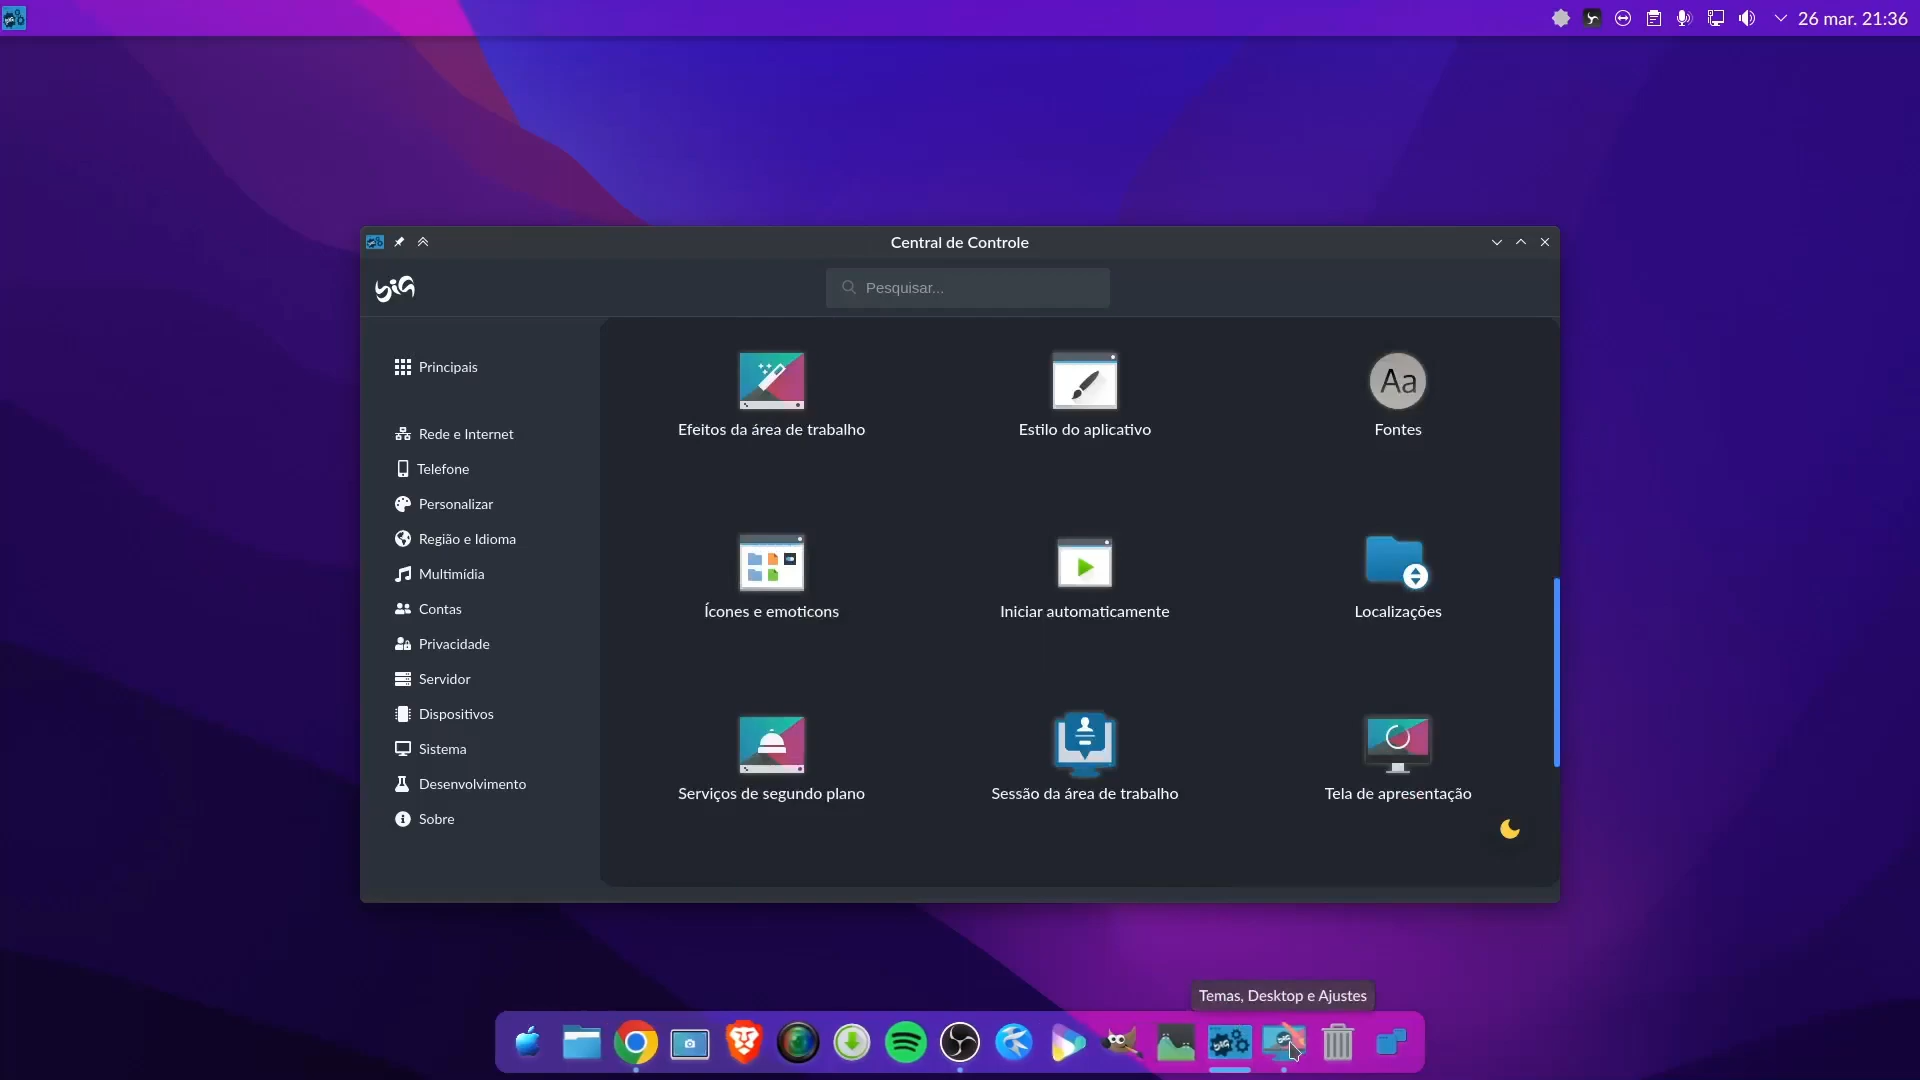 26 mar. 21:36
Central de Controle
big
Pesquisar...
Principais
Rede e Internet
Telefone
Personalizar
Região e Idioma
Multimídia
Contas
Privacidade
Servidor
Dispositivos
Sistema
Desenvolvimento
Sobre
Efeitos da área de trabalho
Estilo do aplicativo
Aa
Fontes
Ícones e emoticons
Iniciar automaticamente
Localizações
Serviços de segundo plano
Sessão da área de trabalho
Tela de apresentação
Temas, Desktop e Ajustes